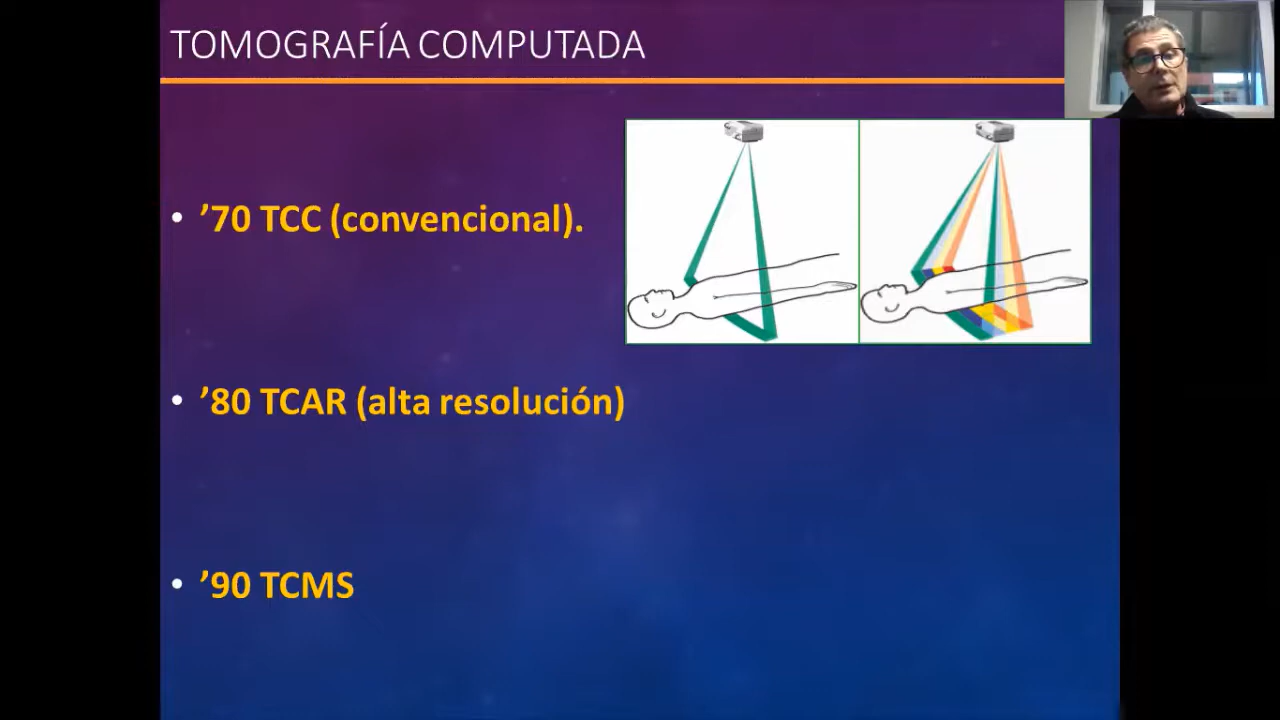 TOMOGRAFÍA COMPUTADA
• ’70 TCC (convencional).
• ’80 TCAR (alta resolución)
• ’90 TCMS